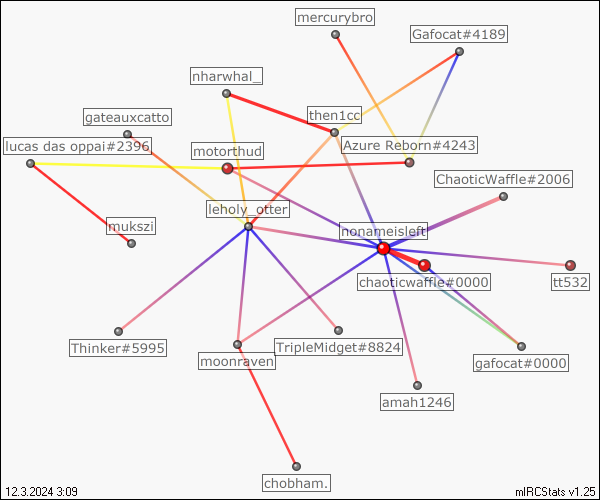 mercurybro
Gafocat#4189
nharwhal_
gateauxcatto
then1cc
lucas das oppai#2396
motorthud
Azure Reborn#4243
ChaoticWaffle#2006
leholy_otter
mukszi
nonameisleft
chaoticwaffle#0000
tt532
Thinker#5995
TripleMidget#8824
moonraven
gafocat#0000
amah1246
chobham.
12.3.2024 3:09
mIRCStats v1.25